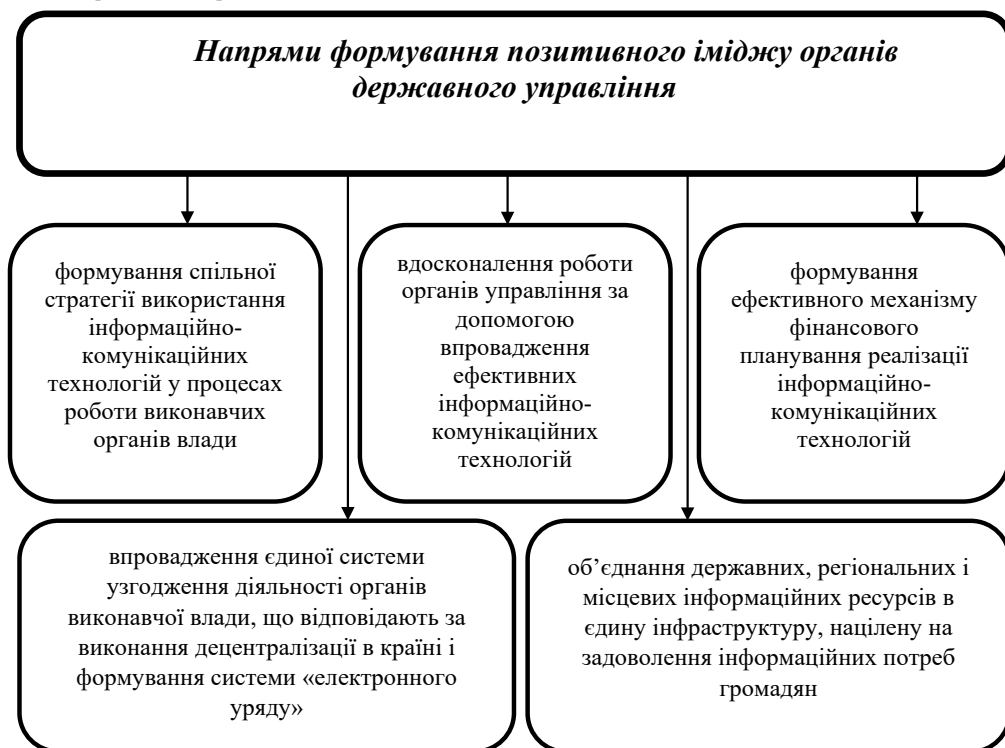 Напрями формування позитивного іміджу органів
державного управління
формування спільної
стратегії використання
інформаційно-
комунікаційних
технологій у процесах
роботи виконавчих
органів влади
вдосконалення роботи
органів управління за
допомогою
впровадження
ефективних
інформаційно-
комунікаційних
технологій
формування
ефективного механізму
фінансового
планування реалізації
інформаційно-
комунікаційних
технологій
впровадження єдиної системи
узгодження діяльності органів
виконавчої влади, що відповідають за
виконання децентралізації в країні і
формування системи «електронного
уряду»
об’єднання державних, регіональних і
місцевих інформаційних ресурсів в
єдину інфраструктуру, націлену на
задоволення інформаційних потреб
громадян